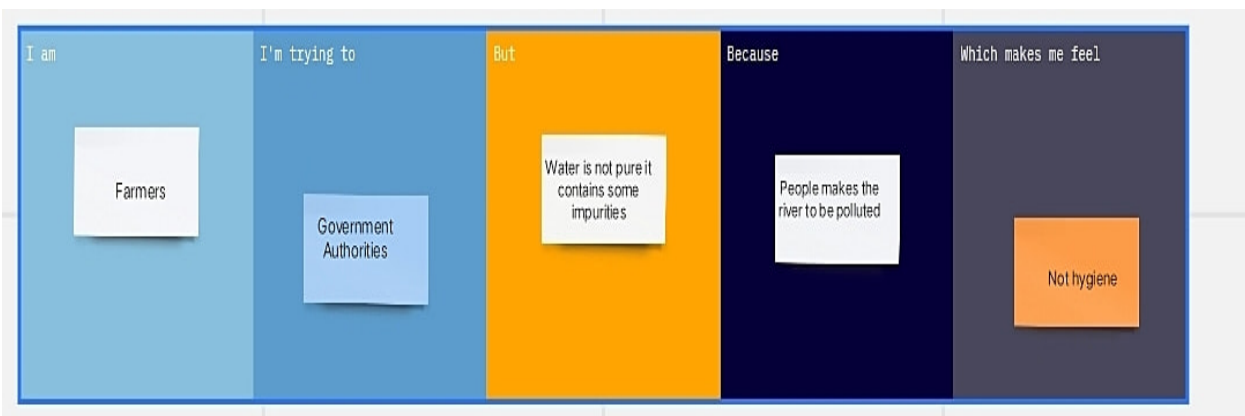 I am
Farmers
I'm trying to
Government
Authorities
But
Water is not pure it
contains some
impurities
Because
People makes the
river to be polluted
Which makes me feel
Not hygiene